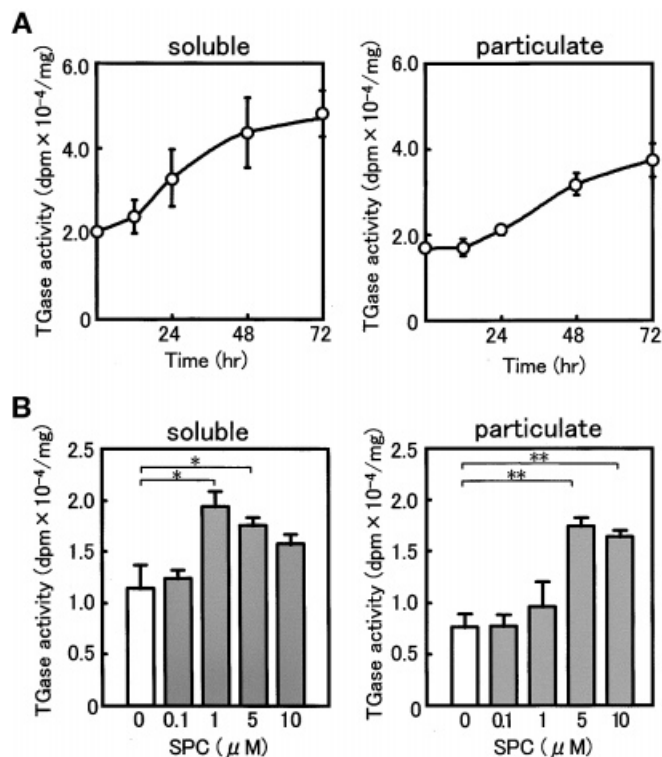 A
soluble
particulate
TGase activity (dpm × 10⁻⁴/mg)
6.0
4.0
2.0
0
24
48
72
Time (hr)
TGase activity (dpm × 10⁻⁴/mg)
6.0
4.0
2.0
0
24
48
72
Time (hr)
B
soluble
particulate
TGase activity (dpm × 10⁻⁴/mg)
2.5
2.0
1.5
1.0
0.5
0
*
*
0 0.1 1 5 10
SPC (μM)
TGase activity (dpm × 10⁻⁴/mg)
2.5
2.0
1.5
1.0
0.5
0
**
**
0 0.1 1 5 10
SPC (μM)